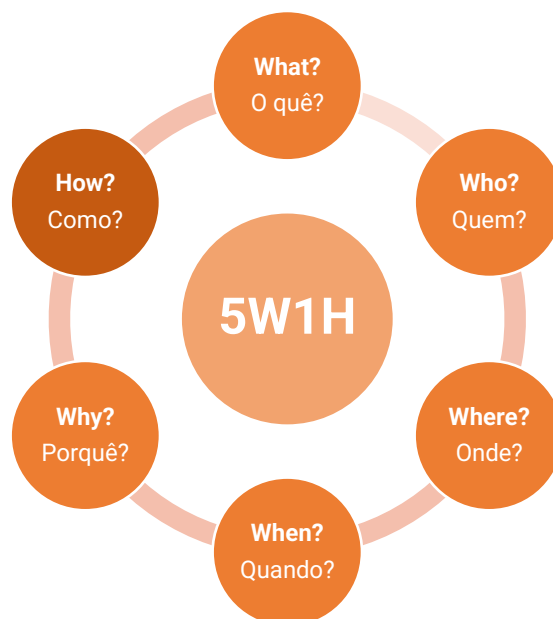 What?
O quê?
Who?
Quem?
Where?
Onde?
When?
Quando?
Why?
Porquê?
How?
Como?
5W1H